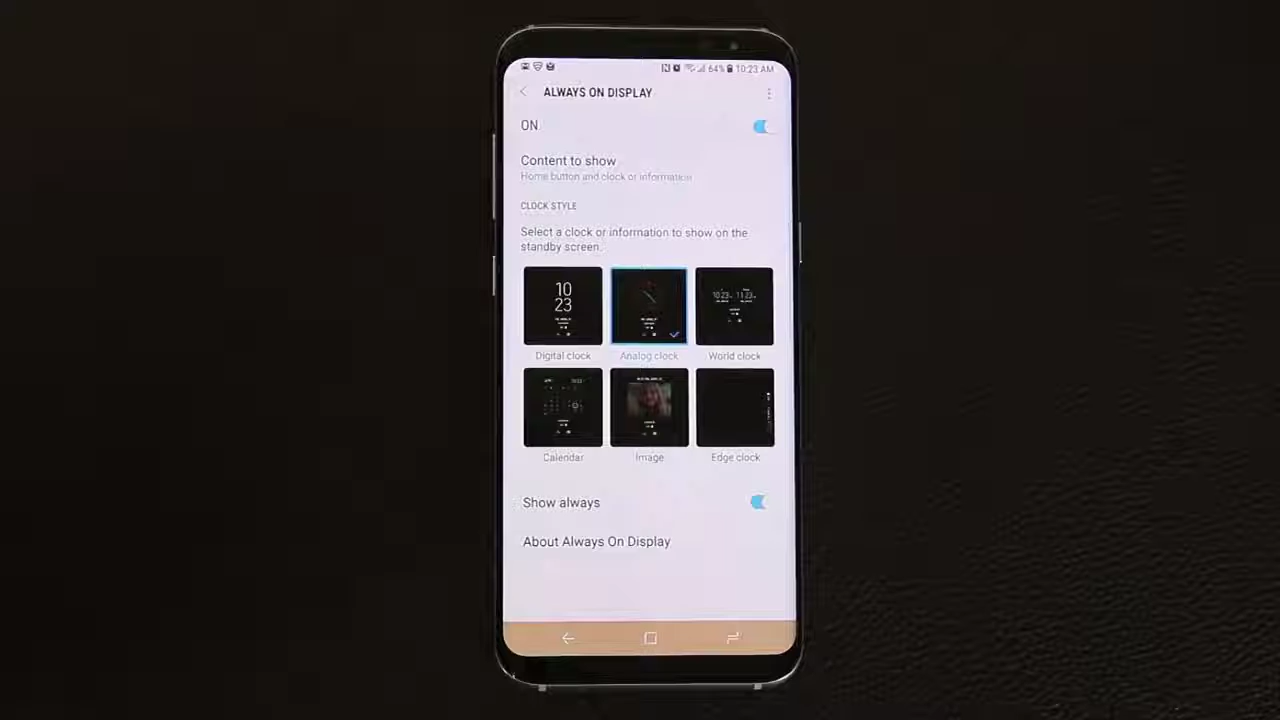 64% 10:23 AM
ALWAYS ON DISPLAY
ON
Content to show
Home button and clock or information
CLOCK STYLE
Select a clock or information to show on the
standby screen.
10
23
Digital clock
Analog clock
World clock
Calendar
Image
Edge clock
Show always
About Always On Display